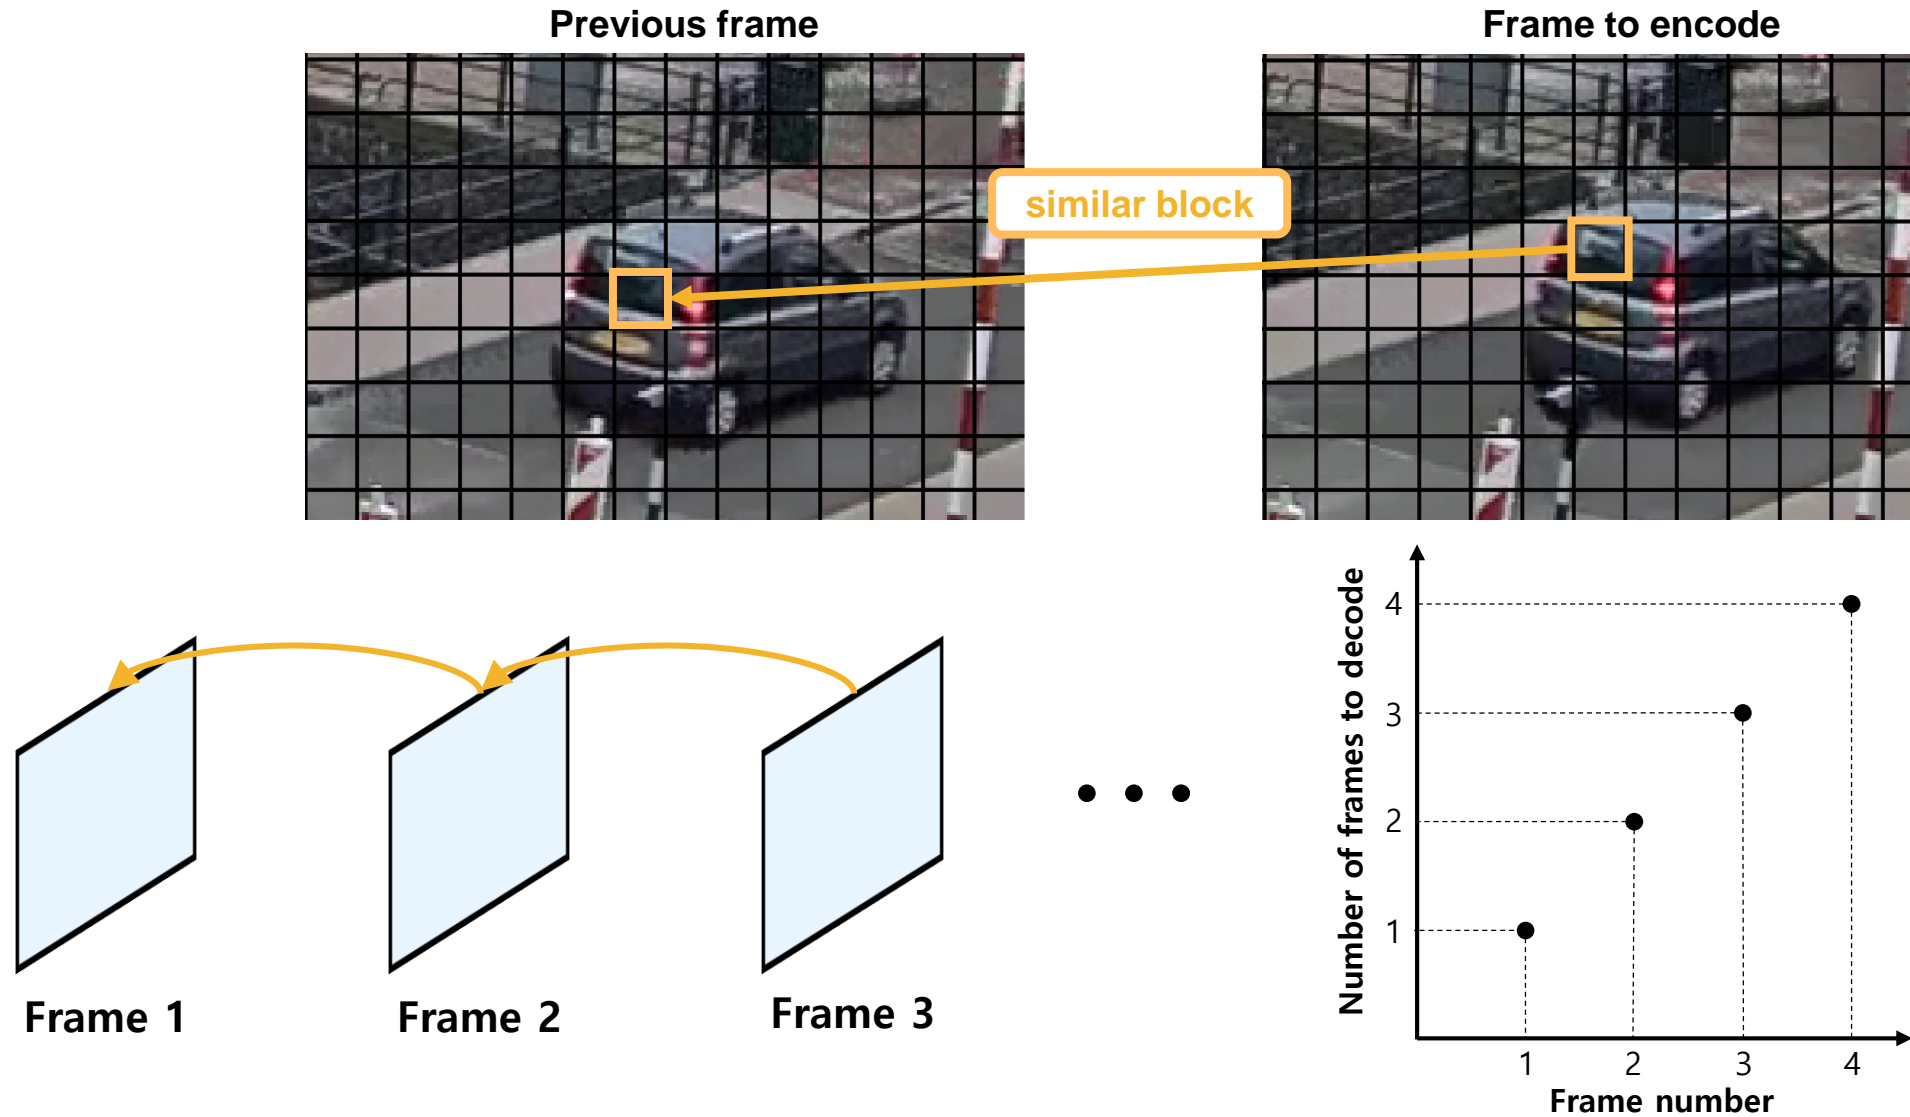 Previous frame
Frame to encode
similar block
Frame 1
Frame 2
Frame 3
Number of frames to decode
4
3
2
1
1
2
3
4
Frame number